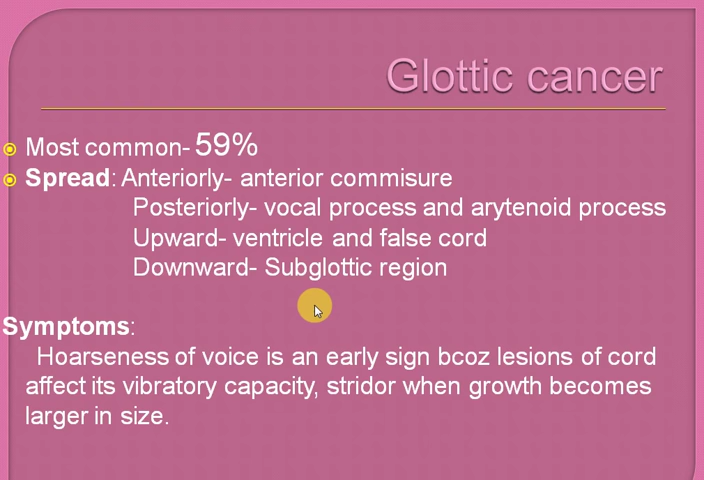 Glottic cancer
Most common- 59%
Spread: Anteriorly- anterior commisure
Posteriorly- vocal process and arytenoid process
Upward- ventricle and false cord
Downward- Subglottic region
Symptoms:
Hoarseness of voice is an early sign bcoz lesions of cord
affect its vibratory capacity, stridor when growth becomes
larger in size.